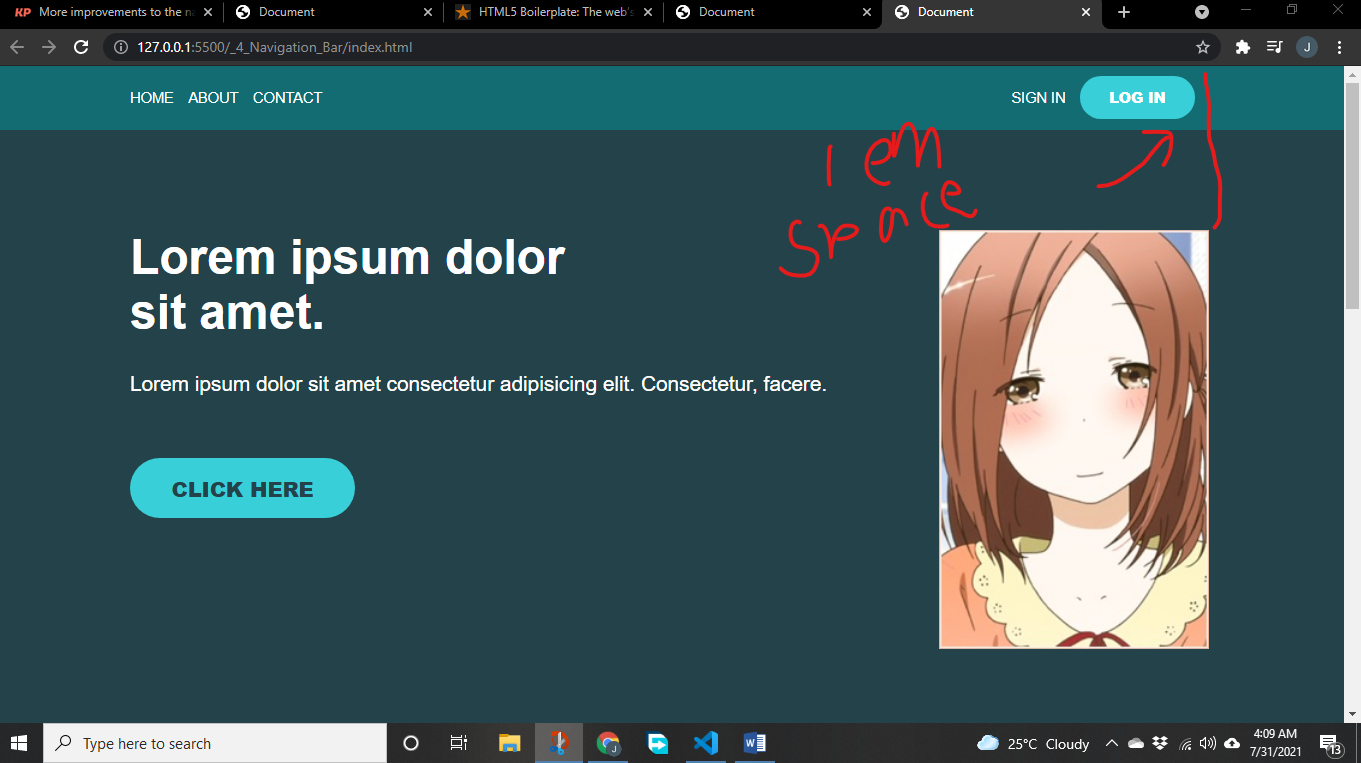 KP More improvements to the n
Document
HTML5 Boilerplate: The web's
Document
Document
127.0.0.1:5500/_4_Navigation_Bar/index.html
J
HOME ABOUT CONTACT
SIGN IN LOG IN
1 em
space
Lorem ipsum dolor
sit amet.
Lorem ipsum dolor sit amet consectetur adipisicing elit. Consectetur, facere.
CLICK HERE
Type here to search
J
W
25°C Cloudy
4:09 AM
7/31/2021
13